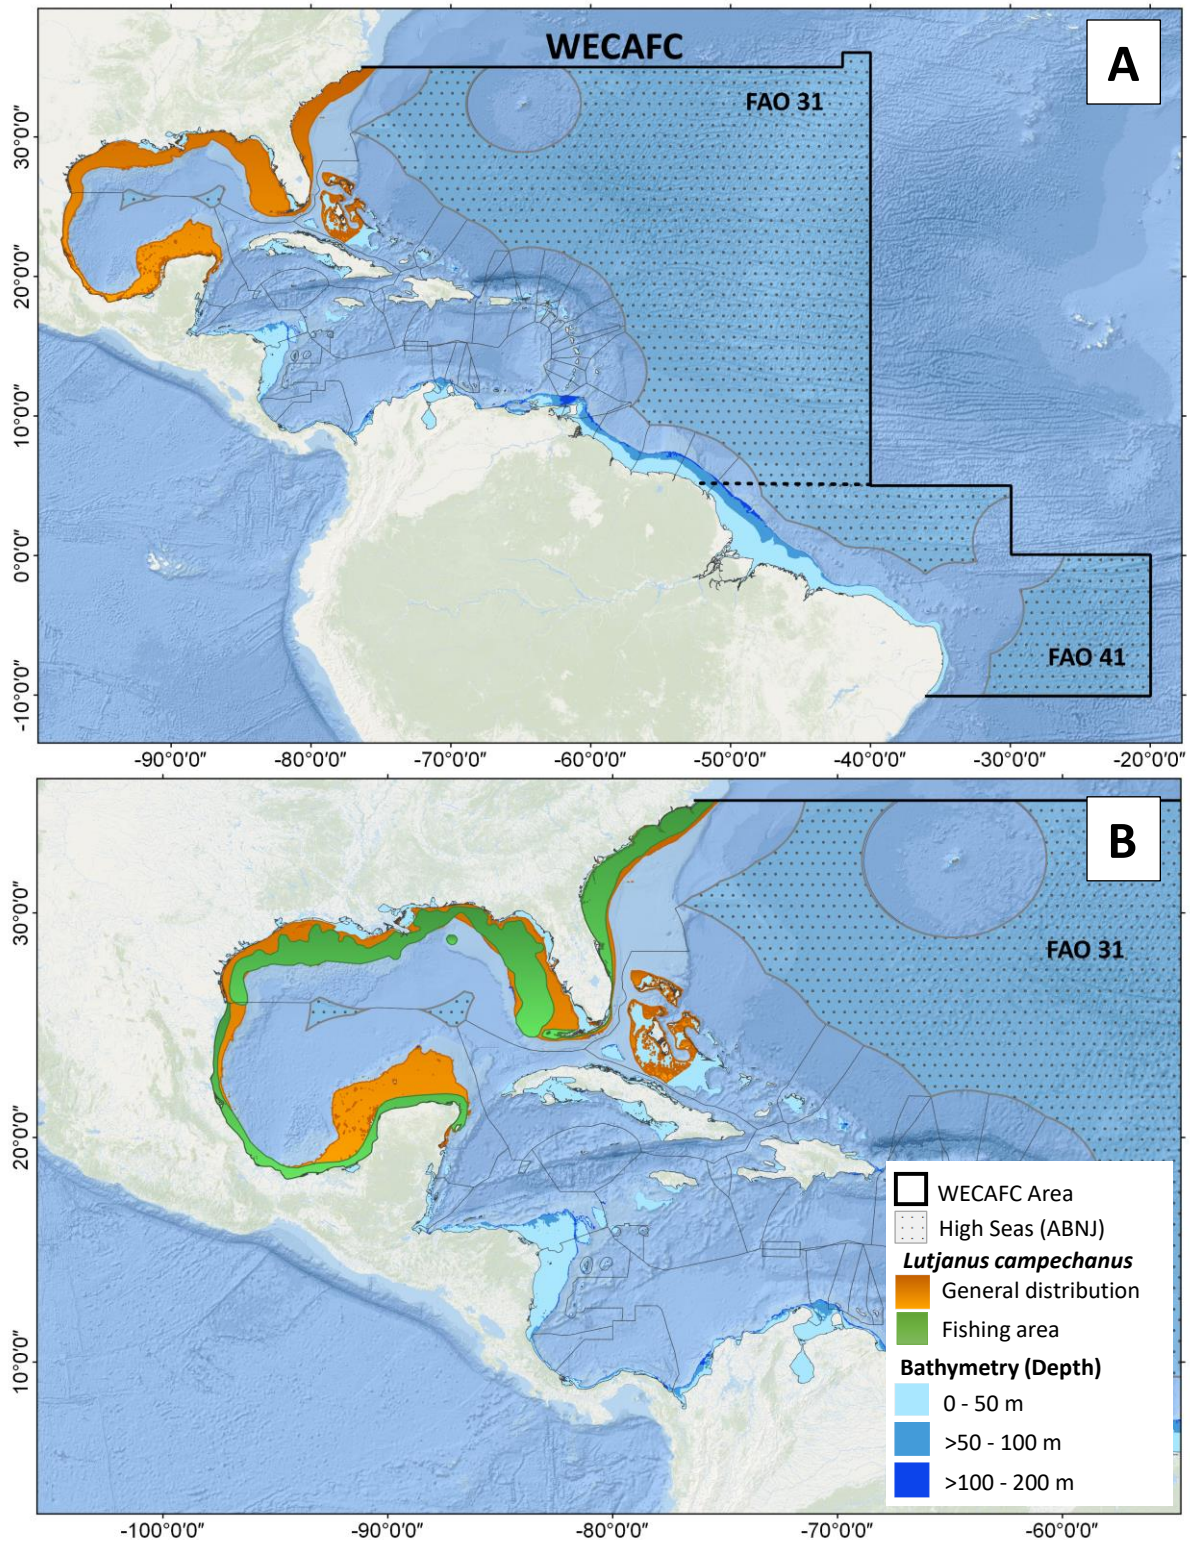 WECAFC
A
FAO 31
30°0'0"
20°0'0"
10°0'0"
0°0'0"
-10°0'0"
FAO 41
-90°0'0" -80°0'0" -70°0'0" -60°0'0" -50°0'0" -40°0'0" -30°0'0" -20°0'0"
B
30°0'0"
FAO 31
20°0'0"
10°0'0"
WECAFC Area
High Seas (ABNJ)
Lutjanus campechanus
General distribution
Fishing area
Bathymetry (Depth)
0 - 50 m
>50 - 100 m
>100 - 200 m
-100°0'0" -90°0'0" -80°0'0" -70°0'0" -60°0'0"